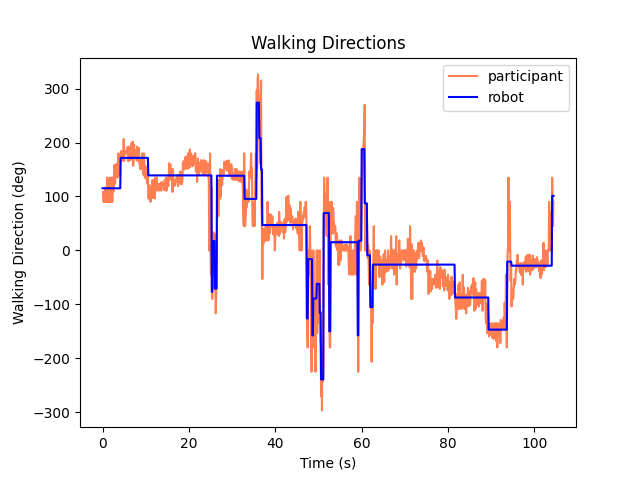 Walking Directions
participant
robot
Walking Direction (deg)
300
200
100
0
−100
−200
−300
0
20
40
60
80
100
Time (s)